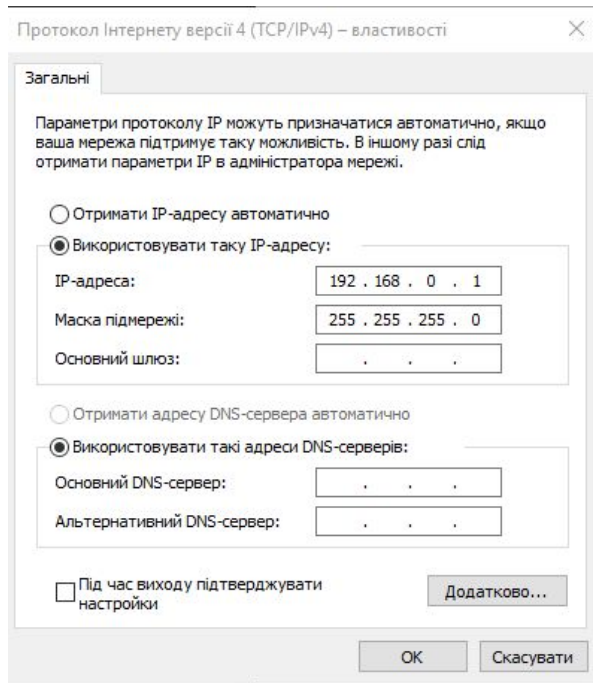 Протокол Інтернету версії 4 (TCP/IPv4) – властивості
Загальні
Параметри протоколу IP можуть призначатися автоматично, якщо
ваша мережа підтримує таку можливість. В іншому разі слід
отримати параметри IP в адміністратора мережі.
Отримати IP-адресу автоматично
Використовувати таку IP-адресу:
IP-адреса: 192 . 168 . 0 . 1
Маска підмережі: 255 . 255 . 255 . 0
Основний шлюз: . . .
Отримати адресу DNS-сервера автоматично
Використовувати такі адреси DNS-серверів:
Основний DNS-сервер: . . .
Альтернативний DNS-сервер: . . .
Під час виходу підтверджувати
настройки
Додатково...
OK Скасувати